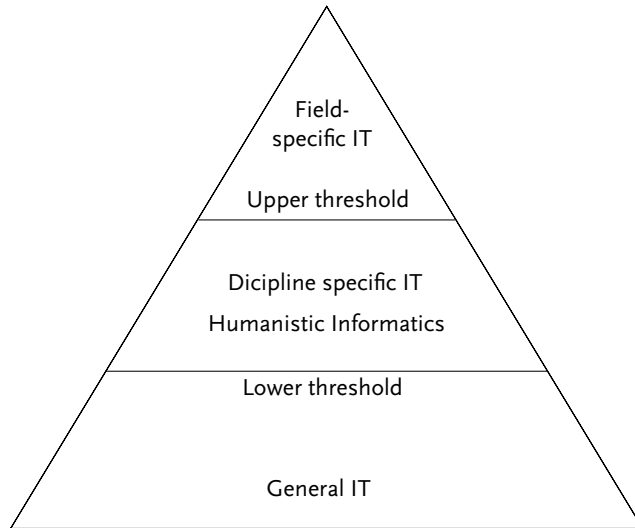 Field-
specific IT
Upper threshold
Dicipline specific IT
Humanistic Informatics
Lower threshold
General IT